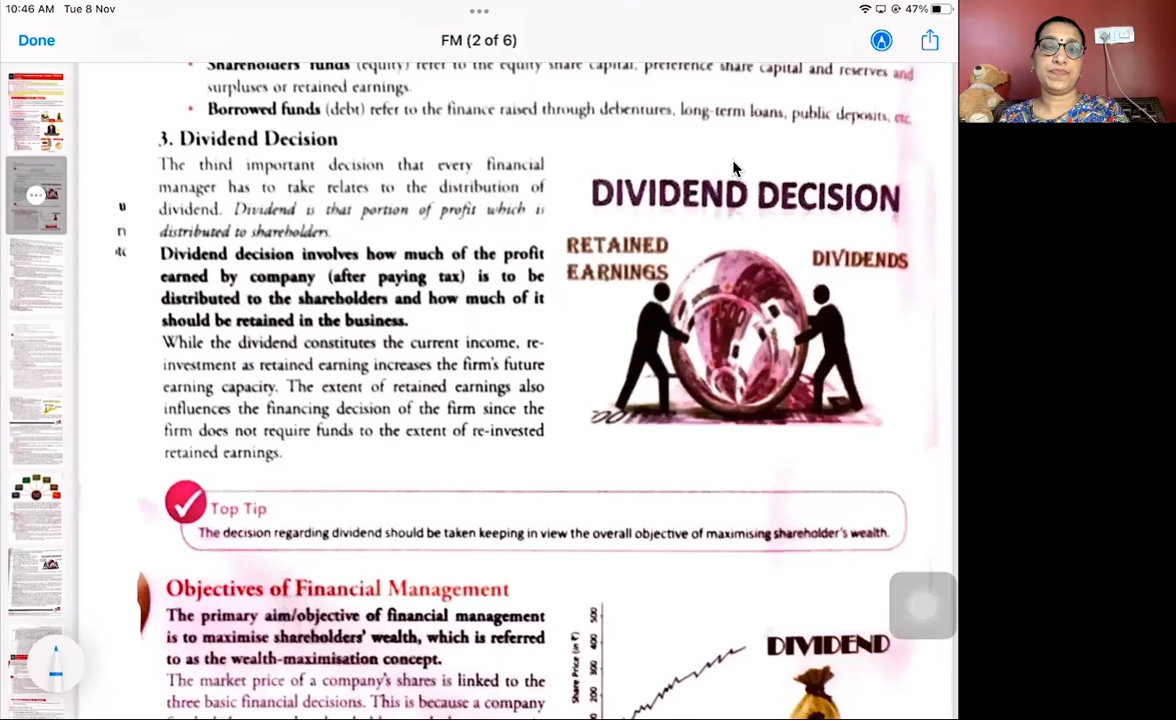 10:46 AM Tue 8 Nov
47%
Done
FM (2 of 6)
Shareholders' funds (equity) refer to the equity share capital, preference share capital and reserves and
surpluses or retained earnings.
• Borrowed funds (debt) refer to the finance raised through debentures, long-term loans, public deposits, etc.
3. Dividend Decision
The third important decision that every financial
manager has to take relates to the distribution of
dividend. Dividend is that portion of profit which is
distributed to shareholders.
Dividend decision involves how much of the profit
earned by company (after paying tax) is to be
distributed to the shareholders and how much of it
should be retained in the business.
While the dividend constitutes the current income, re-
investment as retained earning increases the firm's future
earning capacity. The extent of retained earnings also
influences the financing decision of the firm since the
firm does not require funds to the extent of re-invested
retained earnings.
DIVIDEND DECISION
RETAINED
EARNINGS
DIVIDENDS
Top Tip
The decision regarding dividend should be taken keeping in view the overall objective of maximising shareholder's wealth.
Objectives of Financial Management
The primary aim/objective of financial management
is to maximise shareholders' wealth, which is referred
to as the wealth-maximisation concept.
The market price of a company's shares is linked to the
three basic financial decisions. This is because a company
Share Price (in ₹)
500
400
300
200
DIVIDEND